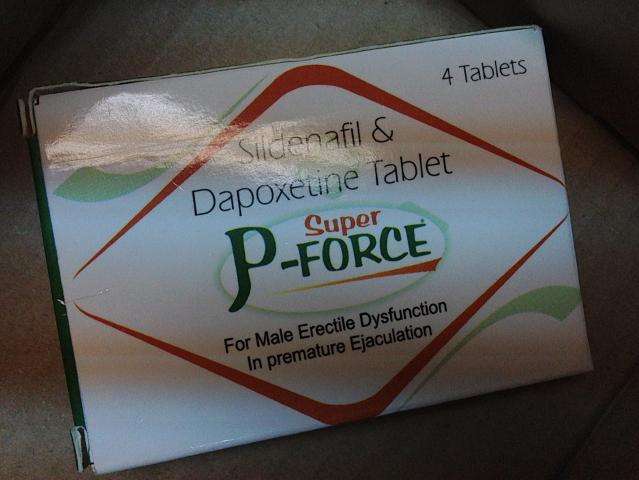 4 Tablets
Sildenafil &
Dapoxetine Tablet
Super
P-FORCE
For Male Erectile Dysfunction
In premature Ejaculation